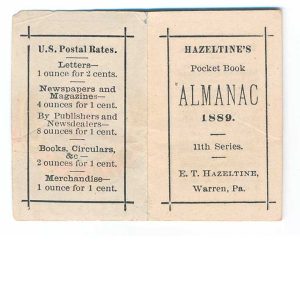 U.S. Postal Rates.
Letters—
1 ounce for 2 cents.
Newspapers and
Magazines—
4 ounces for 1 cent.
By Publishers and
Newsdealers—
8 ounces for 1 cent.
Books, Circulars,
&c—
2 ounces for 1 cent.
Merchandise—
1 ounce for 1 cent.
HAZELTINE'S
Pocket Book
ALMANAC
1889.
11th Series.
E. T. HAZELTINE,
Warren, Pa.